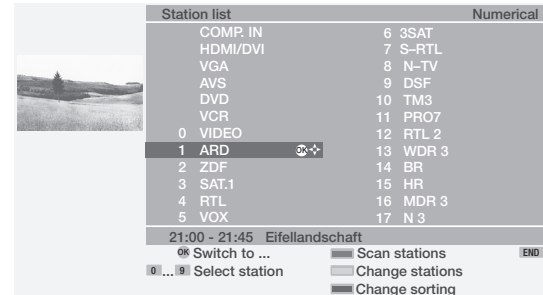 Station list Numerical
COMP. IN
HDMI/DVI
VGA
AVS
DVD
VCR
0 VIDEO
1 ARD OK
2 ZDF
3 SAT.1
4 RTL
5 VOX
6 3SAT
7 S–RTL
8 N–TV
9 DSF
10 TM3
11 PRO7
12 RTL 2
13 WDR 3
14 BR
15 HR
16 MDR 3
17 N 3
21:00 - 21:45 Eifellandschaft
OK Switch to ... Scan stations END
0 ... 9 Select station Change stations
Change sorting